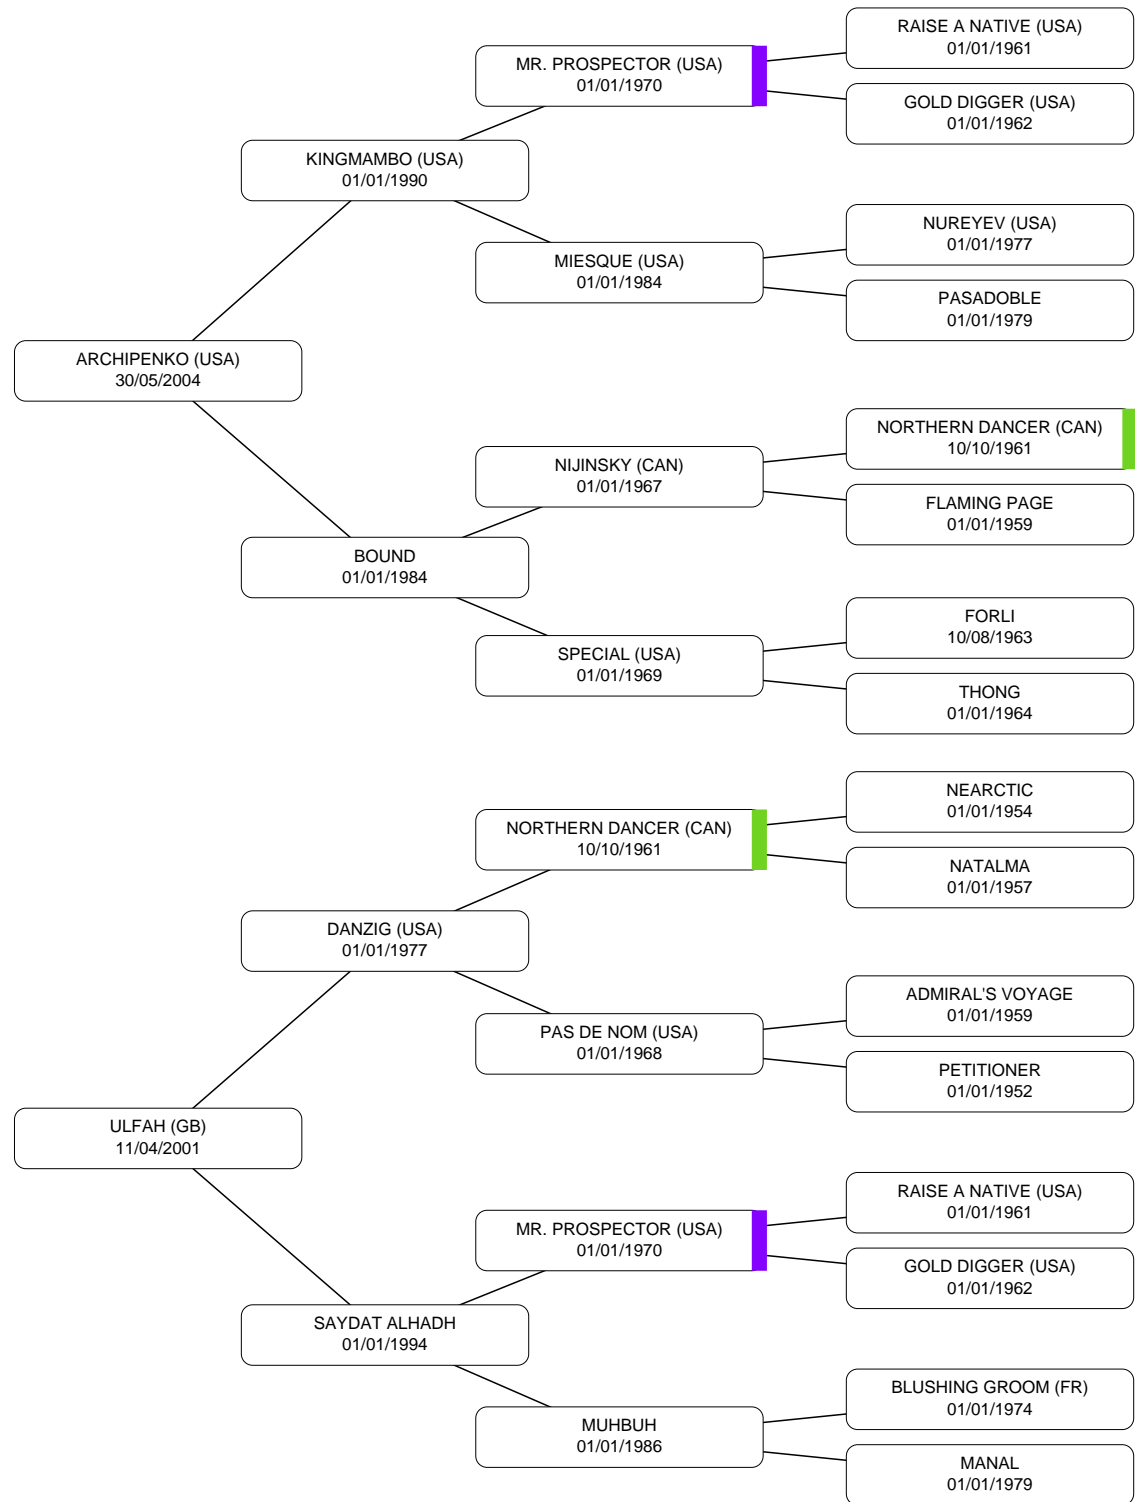 RAISE A NATIVE (USA)
01/01/1961
MR. PROSPECTOR (USA)
01/01/1970
GOLD DIGGER (USA)
01/01/1962
KINGMAMBO (USA)
01/01/1990
NUREYEV (USA)
01/01/1977
MIESQUE (USA)
01/01/1984
PASADOBLE
01/01/1979
ARCHIPENKO (USA)
30/05/2004
NORTHERN DANCER (CAN)
10/10/1961
NIJINSKY (CAN)
01/01/1967
FLAMING PAGE
01/01/1959
BOUND
01/01/1984
FORLI
10/08/1963
SPECIAL (USA)
01/01/1969
THONG
01/01/1964
NEARCTIC
01/01/1954
NORTHERN DANCER (CAN)
10/10/1961
NATALMA
01/01/1957
DANZIG (USA)
01/01/1977
ADMIRAL'S VOYAGE
01/01/1959
PAS DE NOM (USA)
01/01/1968
PETITIONER
01/01/1952
ULFAH (GB)
11/04/2001
RAISE A NATIVE (USA)
01/01/1961
MR. PROSPECTOR (USA)
01/01/1970
GOLD DIGGER (USA)
01/01/1962
SAYDAT ALHADH
01/01/1994
BLUSHING GROOM (FR)
01/01/1974
MUHBUH
01/01/1986
MANAL
01/01/1979